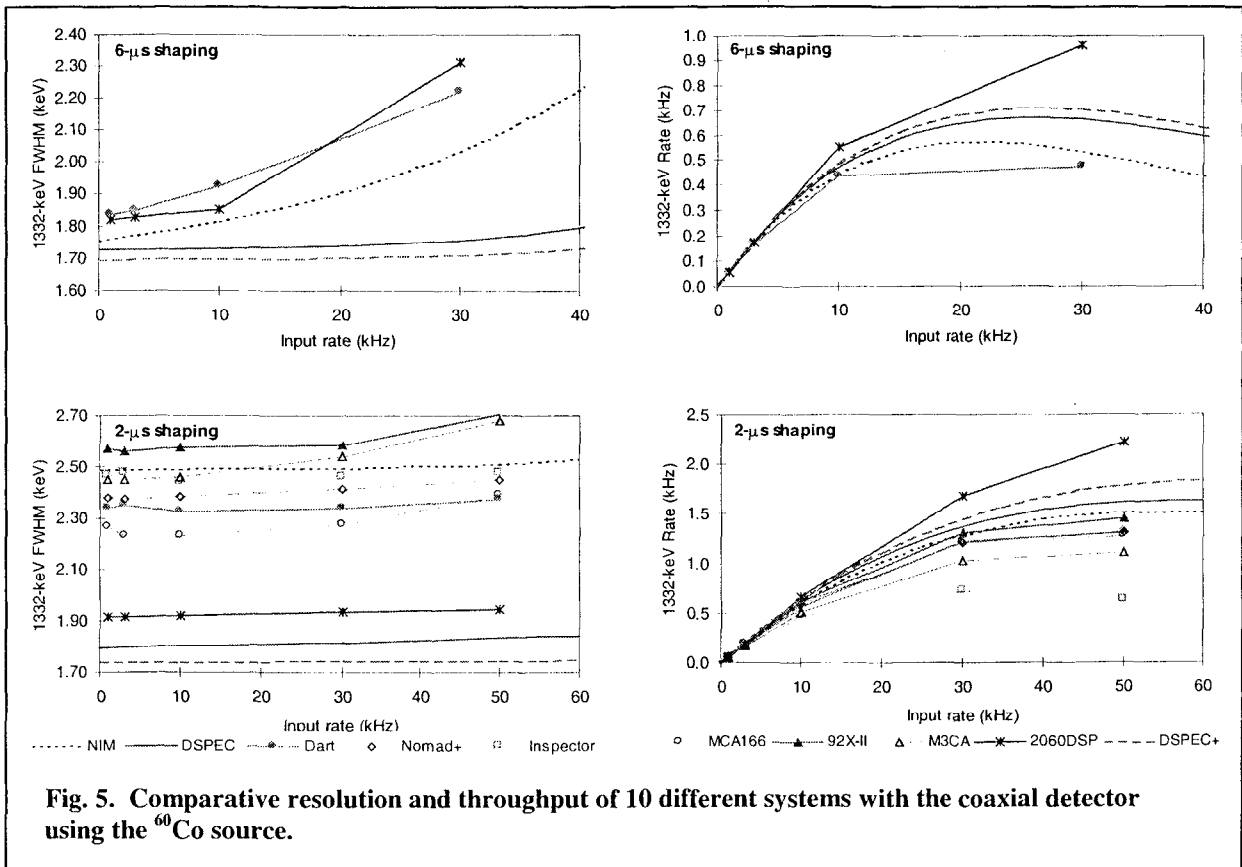 6-μs shaping
1332-keV FWHM (keV)
2.40
2.30
2.20
2.10
2.00
1.90
1.80
1.70
1.60
0 10 20 30 40
Input rate (kHz)
6-μs shaping
1332-keV Rate (kHz)
1.0
0.9
0.8
0.7
0.6
0.5
0.4
0.3
0.2
0.1
0.0
0 10 20 30 40
Input rate (kHz)
2-μs shaping
1332-keV FWHM (keV)
2.70
2.50
2.30
2.10
1.90
1.70
0 10 20 30 40 50 60
Input rate (kHz)
2-μs shaping
1332-keV Rate (kHz)
2.5
2.0
1.5
1.0
0.5
0.0
0 10 20 30 40 50 60
Input rate (kHz)
NIM DSPEC Dart Nomad+ Inspector MCA166 92X-II M3CA 2060DSP DSPEC+
Fig. 5. Comparative resolution and throughput of 10 different systems with the coaxial detector
using the ⁶⁰Co source.